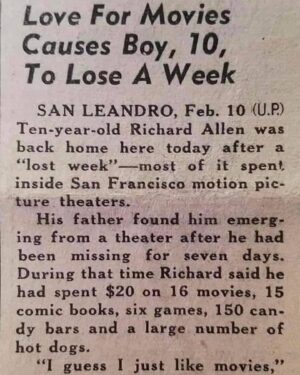 Love For Movies
Causes Boy, 10,
To Lose A Week
SAN LEANDRO, Feb. 10 (U.P.)
Ten-year-old Richard Allen was
back home here today after a
"lost week"—most of it spent
inside San Francisco motion pic-
ture theaters.
His father found him emerg-
ing from a theater after he had
been missing for seven days.
During that time Richard said he
had spent $20 on 16 movies, 15
comic books, six games, 150 can-
dy bars and a large number of
hot dogs.
"I guess I just like movies,"